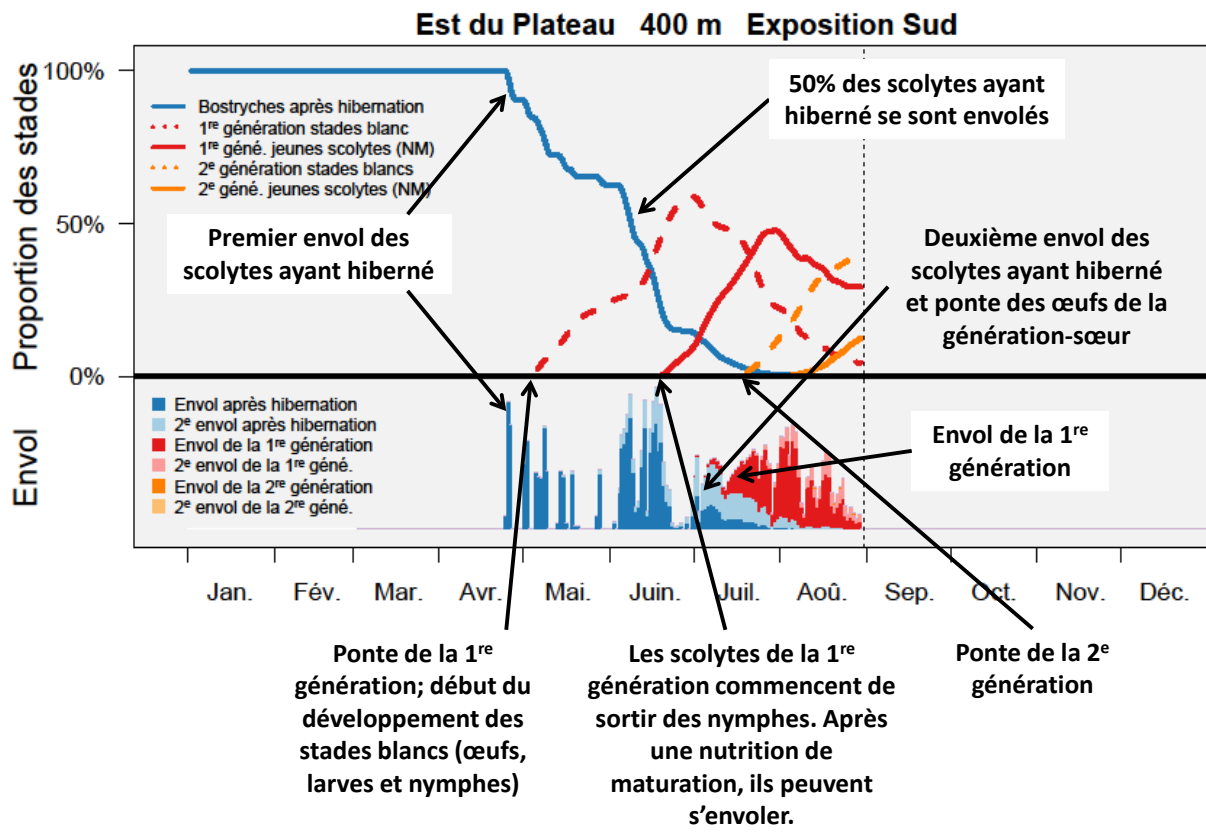 Est du Plateau 400 m Exposition Sud
Proportion des stades
100%
50%
0%
Bostryches après hibernation
1re génération stades blanc
1re géné. jeunes scolytes (NM)
2e génération stades blancs
2e géné. jeunes scolytes (NM)
50% des scolytes ayant
hiberné se sont envolés
Premier envol des
scolytes ayant hiberné
Deuxième envol des
scolytes ayant hiberné
et ponte des œufs de la
génération-sœur
Envol
Envol après hibernation
2e envol après hibernation
Envol de la 1re génération
2e envol de la 1re géné.
Envol de la 2re génération
2e envol de la 2re géné.
Envol de la 1re
génération
Jan.
Fév.
Mar.
Avr.
Mai.
Juin.
Juil.
Aoû.
Sep.
Oct.
Nov.
Déc.
Ponte de la 1re
génération; début du
développement des
stades blancs (œufs,
larves et nymphes)
Les scolytes de la 1re
génération commencent de
sortir des nymphes. Après
une nutrition de
maturation, ils peuvent
s’envoler.
Ponte de la 2e
génération